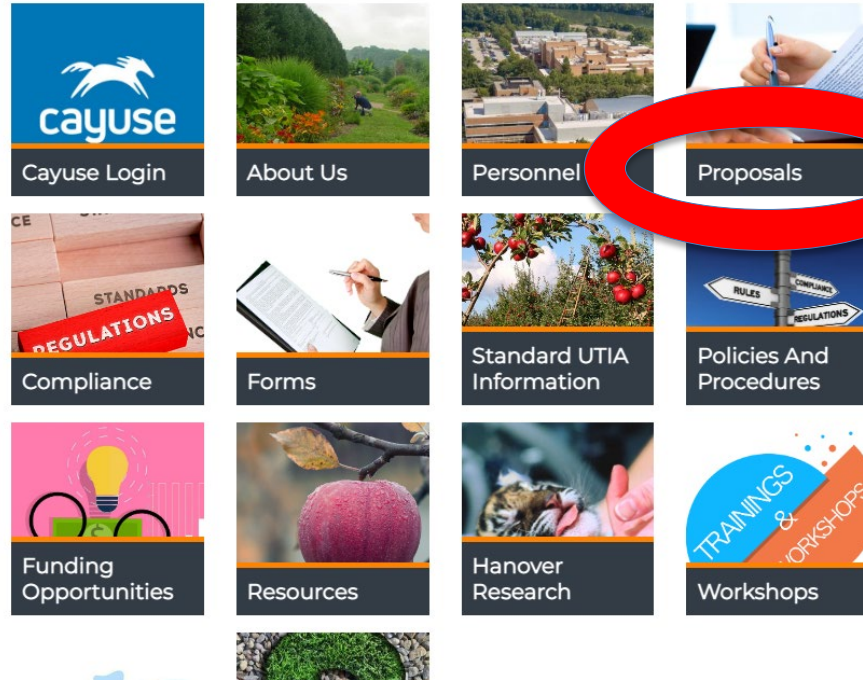 cayuse
Cayuse Login
About Us
Personnel
Proposals
STANDARDS
REGULATIONS
Compliance
Forms
Standard UTIA
Information
RULES
COMPLIANCE
REGULATIONS
Policies And
Procedures
Funding
Opportunities
Resources
Hanover
Research
TRAININGS
&
WORKSHOPS
Workshops